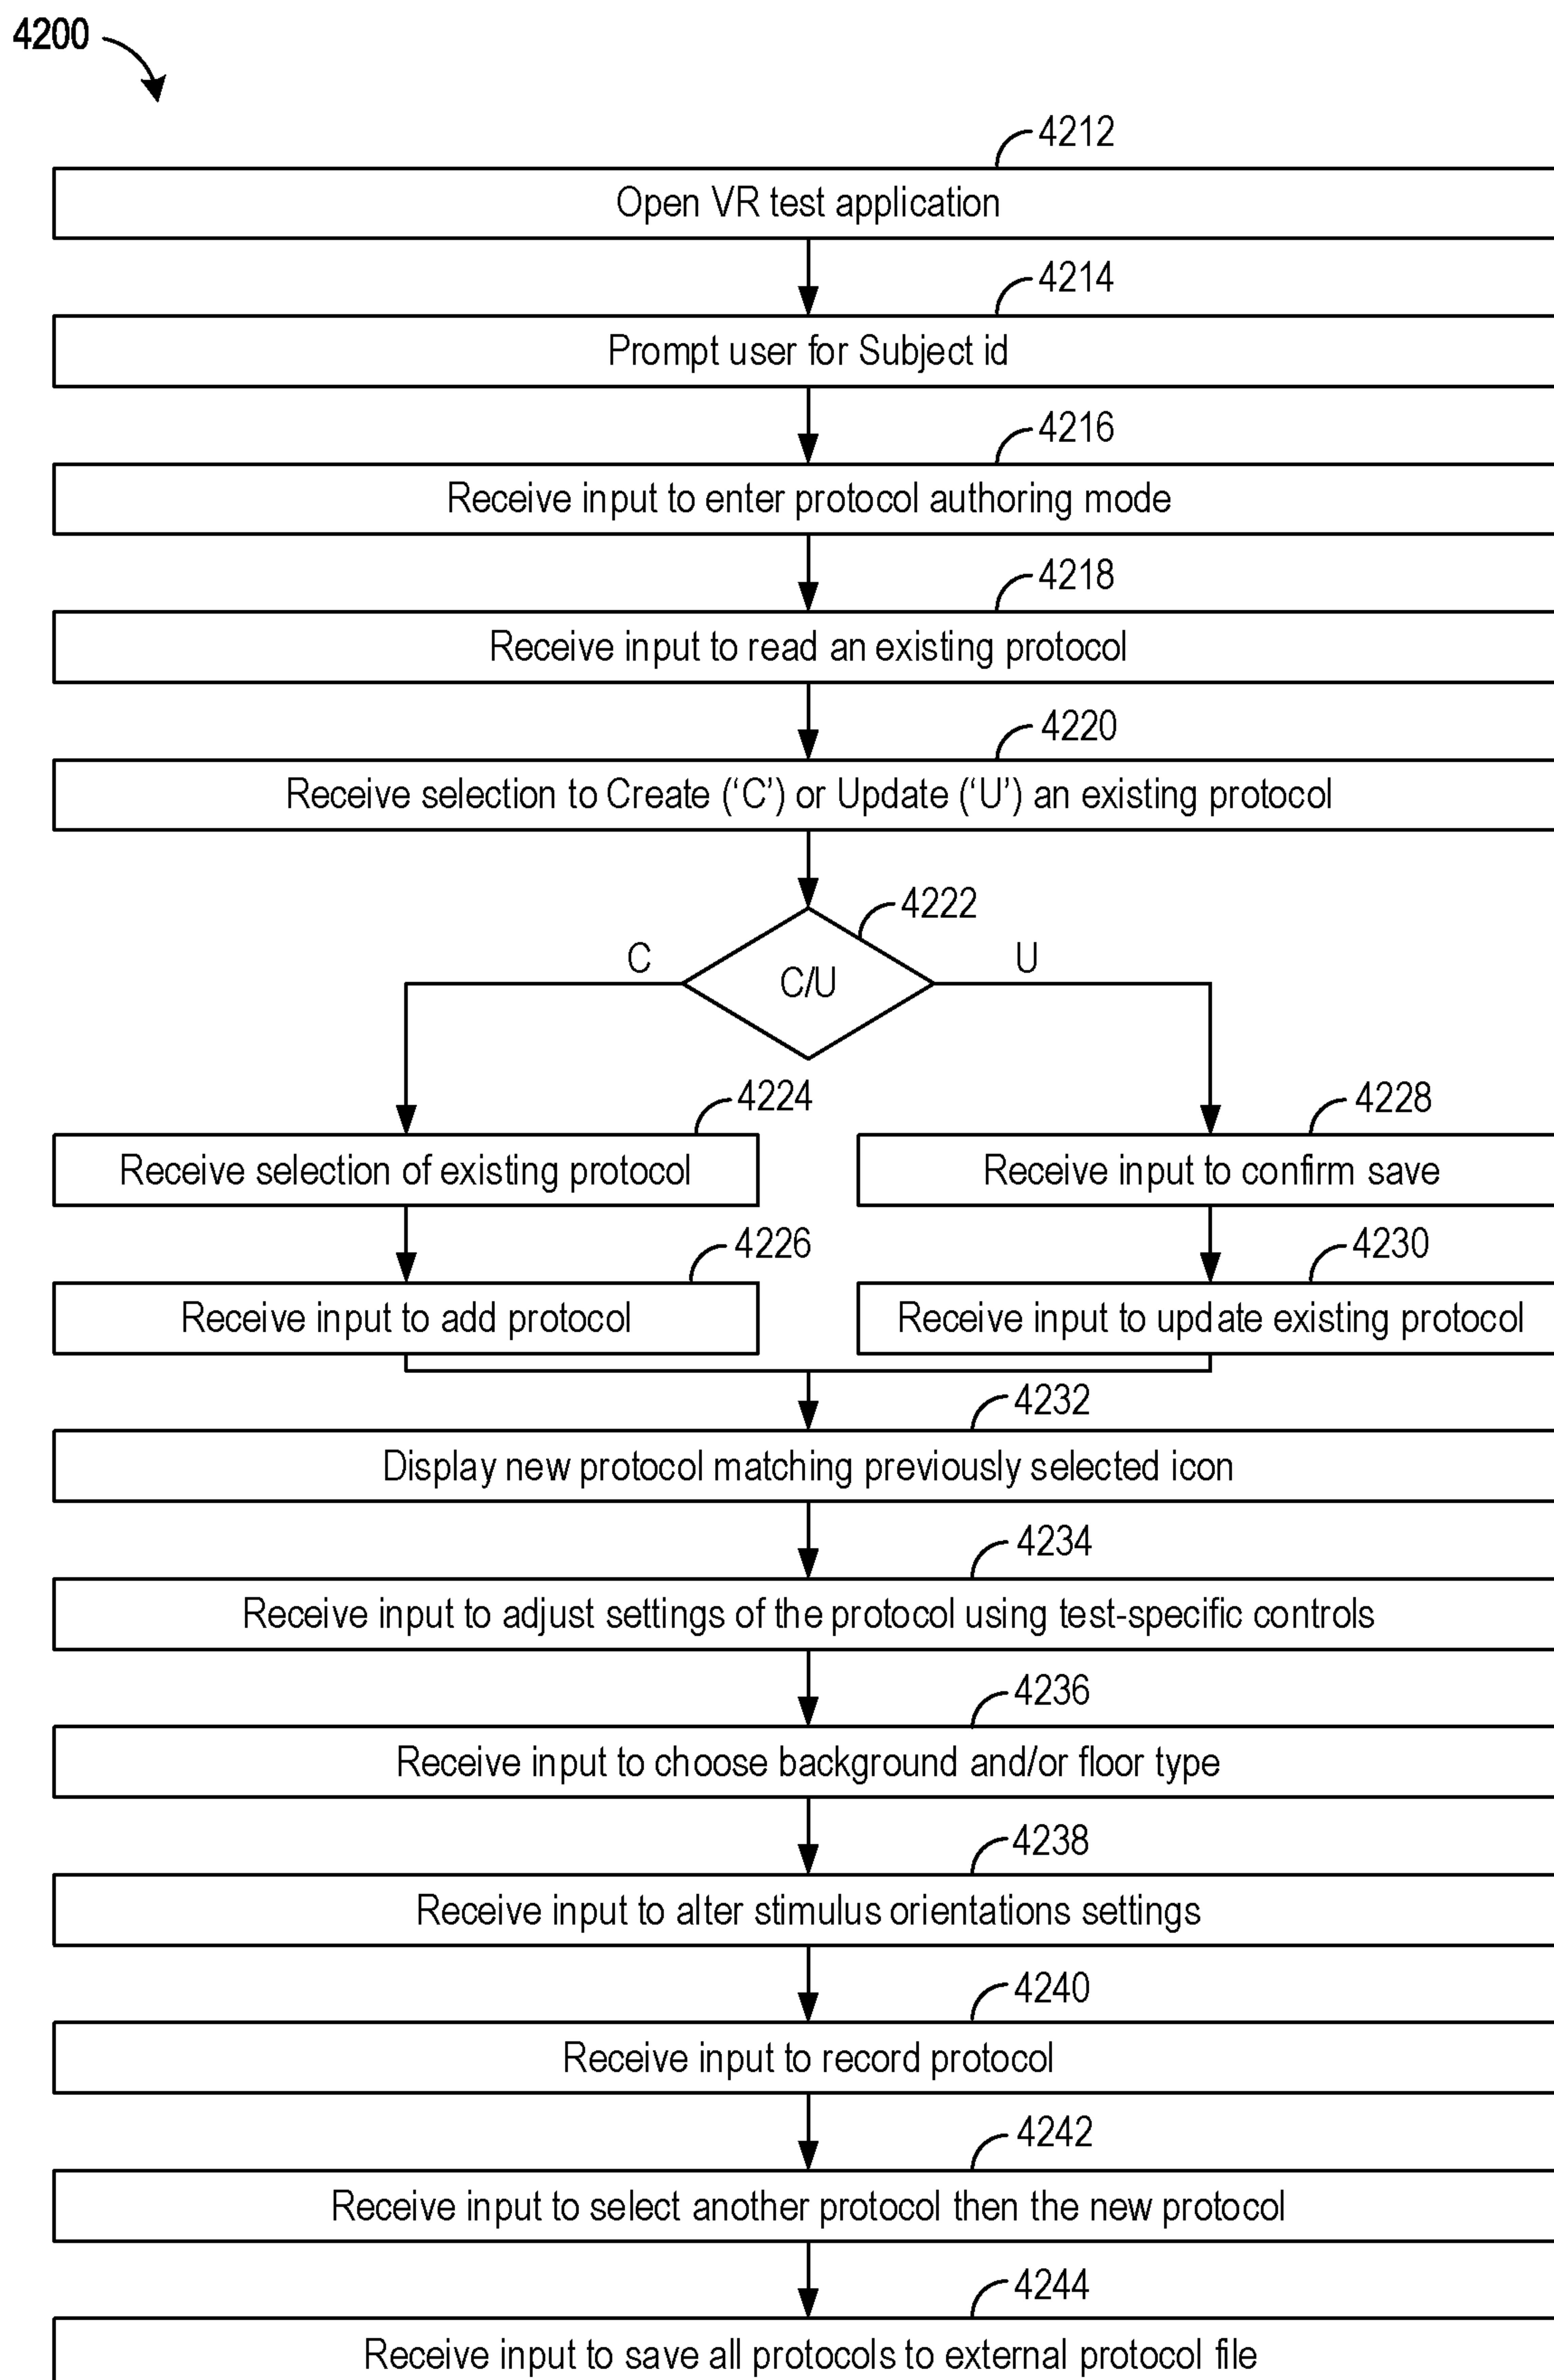 4200
4212
Open VR test application
4214
Prompt user for Subject id
4216
Receive input to enter protocol authoring mode
4218
Receive input to read an existing protocol
4220
Receive selection to Create (‘C’) or Update (‘U’) an existing protocol
4222
C
C/U
U
4224
Receive selection of existing protocol
4228
Receive input to confirm save
4226
Receive input to add protocol
4230
Receive input to update existing protocol
4232
Display new protocol matching previously selected icon
4234
Receive input to adjust settings of the protocol using test-specific controls
4236
Receive input to choose background and/or floor type
4238
Receive input to alter stimulus orientations settings
4240
Receive input to record protocol
4242
Receive input to select another protocol then the new protocol
4244
Receive input to save all protocols to external protocol file